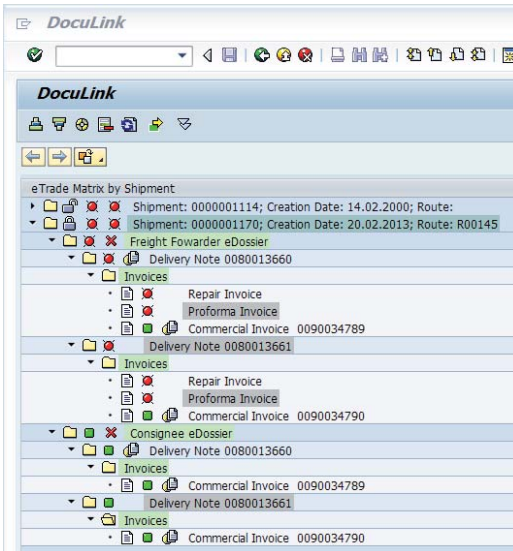 DocuLink
DocuLink
eTrade Matrix by Shipment
Shipment: 0000001114; Creation Date: 14.02.2000; Route:
Shipment: 0000001170; Creation Date: 20.02.2013; Route: R00145
Freight Fowarder eDossier
Delivery Note 0080013660
Invoices
Repair Invoice
Proforma Invoice
Commercial Invoice 0090034789
Delivery Note 0080013661
Invoices
Repair Invoice
Proforma Invoice
Commercial Invoice 0090034790
Consignee eDossier
Delivery Note 0080013660
Invoices
Commercial Invoice 0090034789
Delivery Note 0080013661
Invoices
Commercial Invoice 0090034790